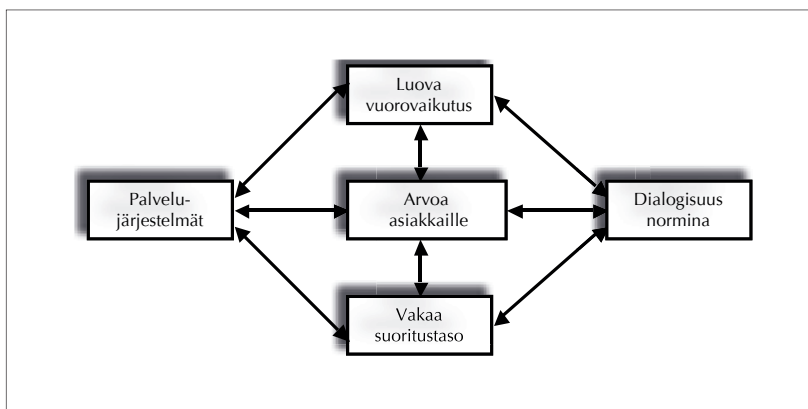 Luova
vuorovaikutus
Palvelu-
järjestelmät
Arvoa
asiakkaille
Dialogisuus
normina
Vakaa
suoritustaso